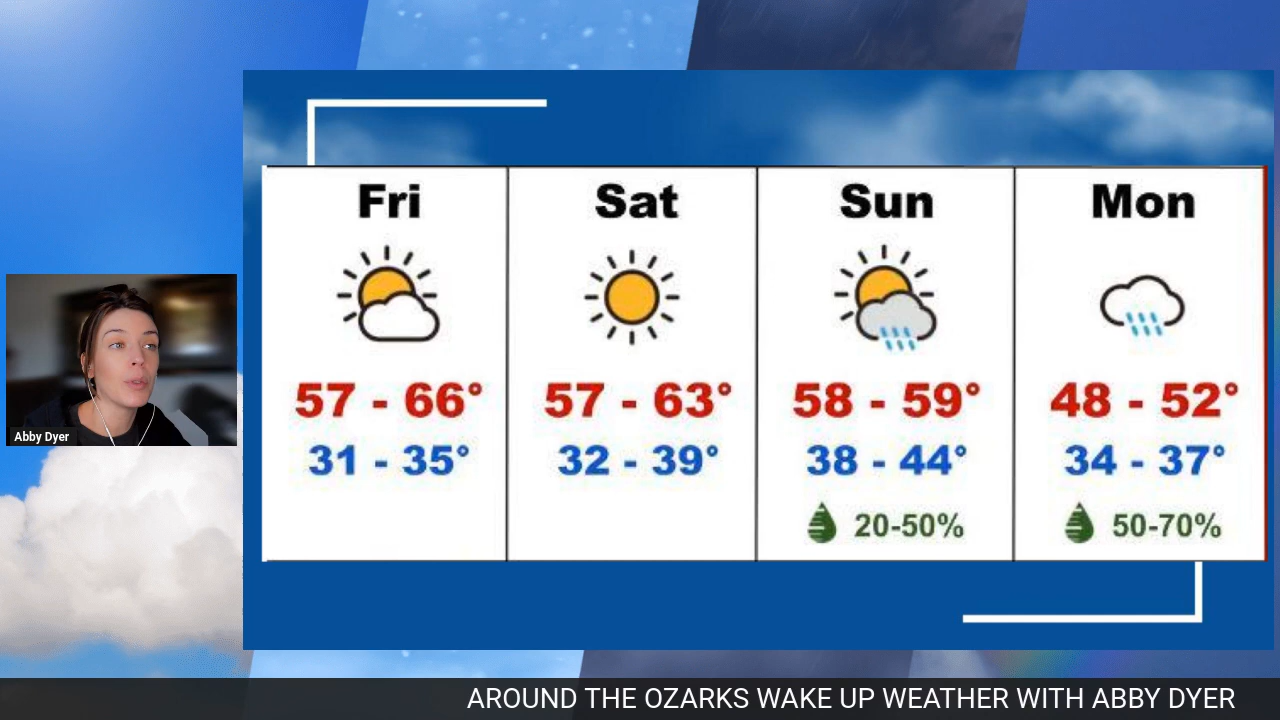 Fri
57 - 66°
31 - 35°
Sat
57 - 63°
32 - 39°
Sun
58 - 59°
38 - 44°
20-50%
Mon
48 - 52°
34 - 37°
50-70%
Abby Dyer
AROUND THE OZARKS WAKE UP WEATHER WITH ABBY DYER